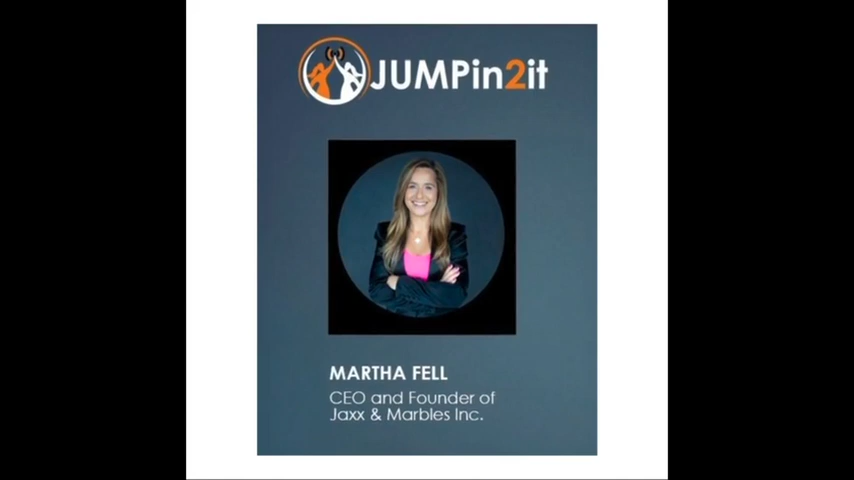 JUMPin2it
MARTHA FELL
CEO and Founder of
Jaxx & Marbles Inc.